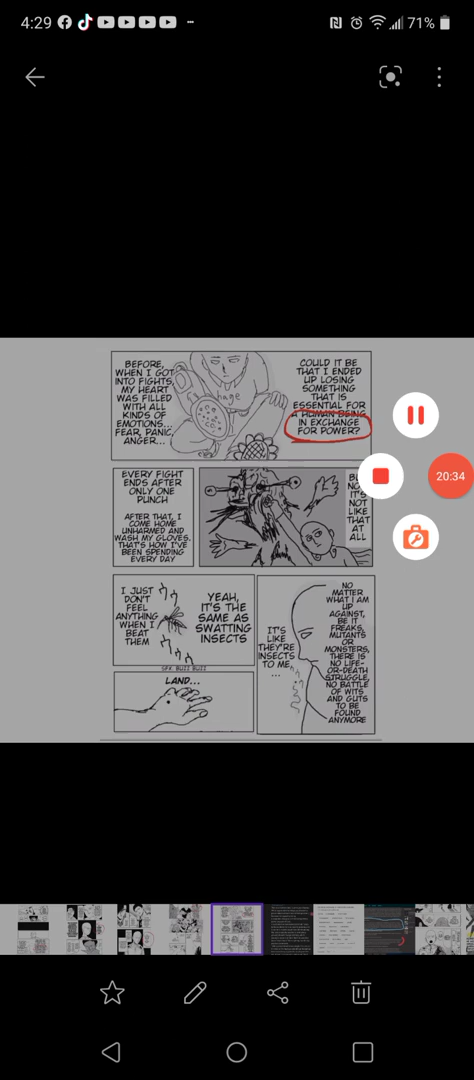 4:29
71%
BEFORE,
WHEN I GOT
INTO FIGHTS,
MY HEART
WAS FILLED
WITH ALL
KINDS OF
EMOTIONS...
FEAR, PANIC,
ANGER...
hage
COULD IT BE
THAT I ENDED
UP LOSING
SOMETHING
THAT IS
ESSENTIAL FOR
A HUMAN BEING
IN EXCHANGE
FOR POWER?
20:34
EVERY FIGHT
ENDS AFTER
ONLY ONE
PUNCH
AFTER THAT, I
COME HOME
UNHARMED AND
WASH MY GLOVES.
THAT'S HOW I'VE
BEEN SPENDING
EVERY DAY
IT'S
NOT
LIKE
THAT
AT
ALL
I JUST
DON'T
FEEL
ANYTHING
WHEN I
BEAT
THEM
YEAH,
IT'S THE
SAME AS
SWATTING
INSECTS
SFX: BUZZ BUZZ
LAND...
NO
MATTER
WHAT I AM
UP
AGAINST,
BE IT
FREAKS,
MUTANTS
OR
MONSTERS,
THERE IS
NO LIFE-
OR-DEATH
STRUGGLE,
NO BATTLE
OF WITS
AND GUTS
TO BE
FOUND
ANYMORE
IT'S
LIKE
THEY'RE
INSECTS
TO ME,
...